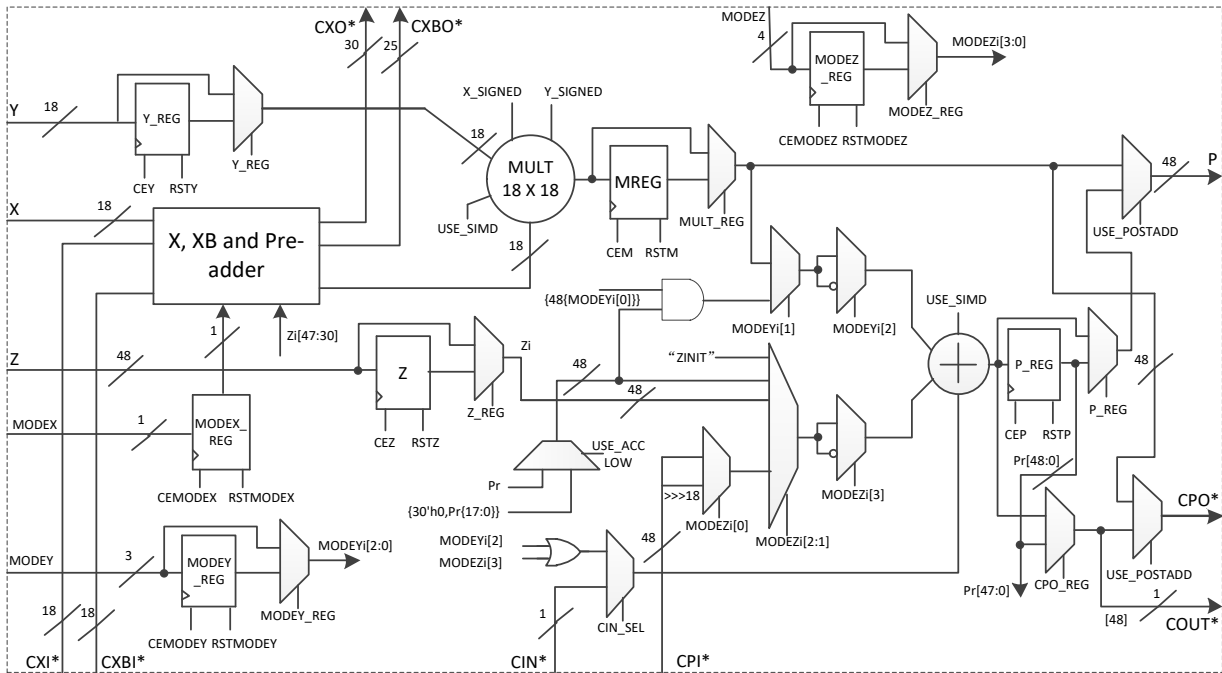 CXO*
CXBO*
30
25
MODEZ
4
MODEZ
_REG
MODEZi[3:0]
MODEZ_REG
CEMODEZ
RSTMODEZ
Y
18
Y_REG
Y_REG
CEY
RSTY
X_SIGNED
Y_SIGNED
18
MULT
18 X 18
USE_SIMD
18
MREG
MULT_REG
CEM
RSTM
48
P
USE_POSTADD
X
18
X, XB and Pre-
adder
1
Zi[47:30]
{48{MODEYi[0]}}
MODEYi[1]
MODEYi[2]
USE_SIMD
Z
48
Z
Zi
Z_REG
CEZ
RSTZ
48
48
"ZINIT"
P_REG
P_REG
CEP
RSTP
48
MODEX
1
MODEX_
REG
CEMODEX
RSTMODEX
USE_ACC
LOW
Pr
{30'h0,Pr{17:0}}
>>>18
MODEZi[0]
MODEZi[2:1]
MODEZi[3]
Pr[48:0]
CPO*
MODEY
3
MODEY
_REG
MODEYi[2:0]
MODEY_REG
CEMODEY
RSTMODEY
MODEYi[2]
MODEZi[3]
48
1
CIN_SEL
Pr[47:0]
CPO_REG
USE_POSTADD
[48]
1
COUT*
18
18
CXI*
CXBI*
CIN*
CPI*